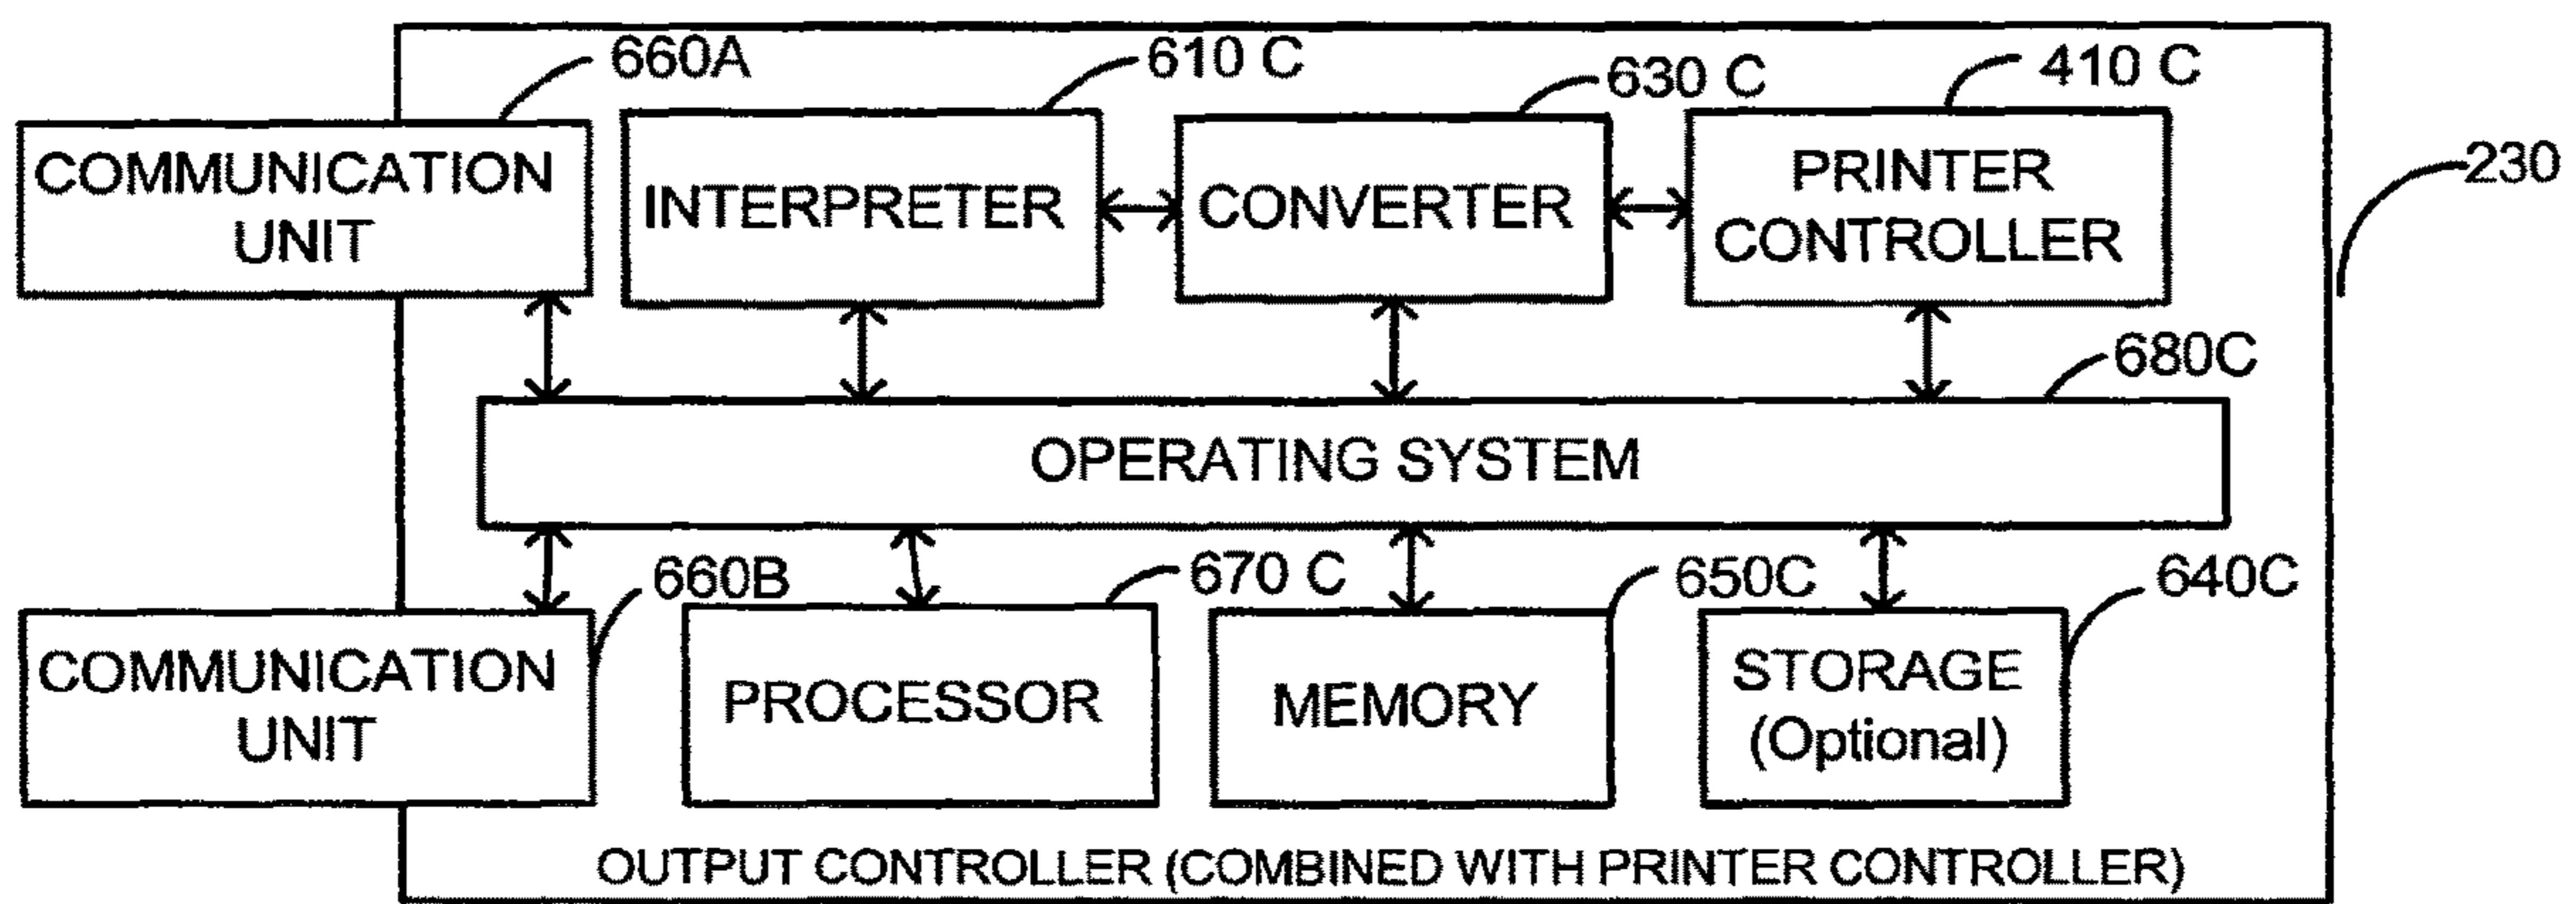 660A
610 C
630 C
410 C
COMMUNICATION
UNIT
INTERPRETER
CONVERTER
PRINTER
CONTROLLER
230
680C
OPERATING SYSTEM
660B
670 C
650C
640C
COMMUNICATION
UNIT
PROCESSOR
MEMORY
STORAGE
(Optional)
OUTPUT CONTROLLER (COMBINED WITH PRINTER CONTROLLER)